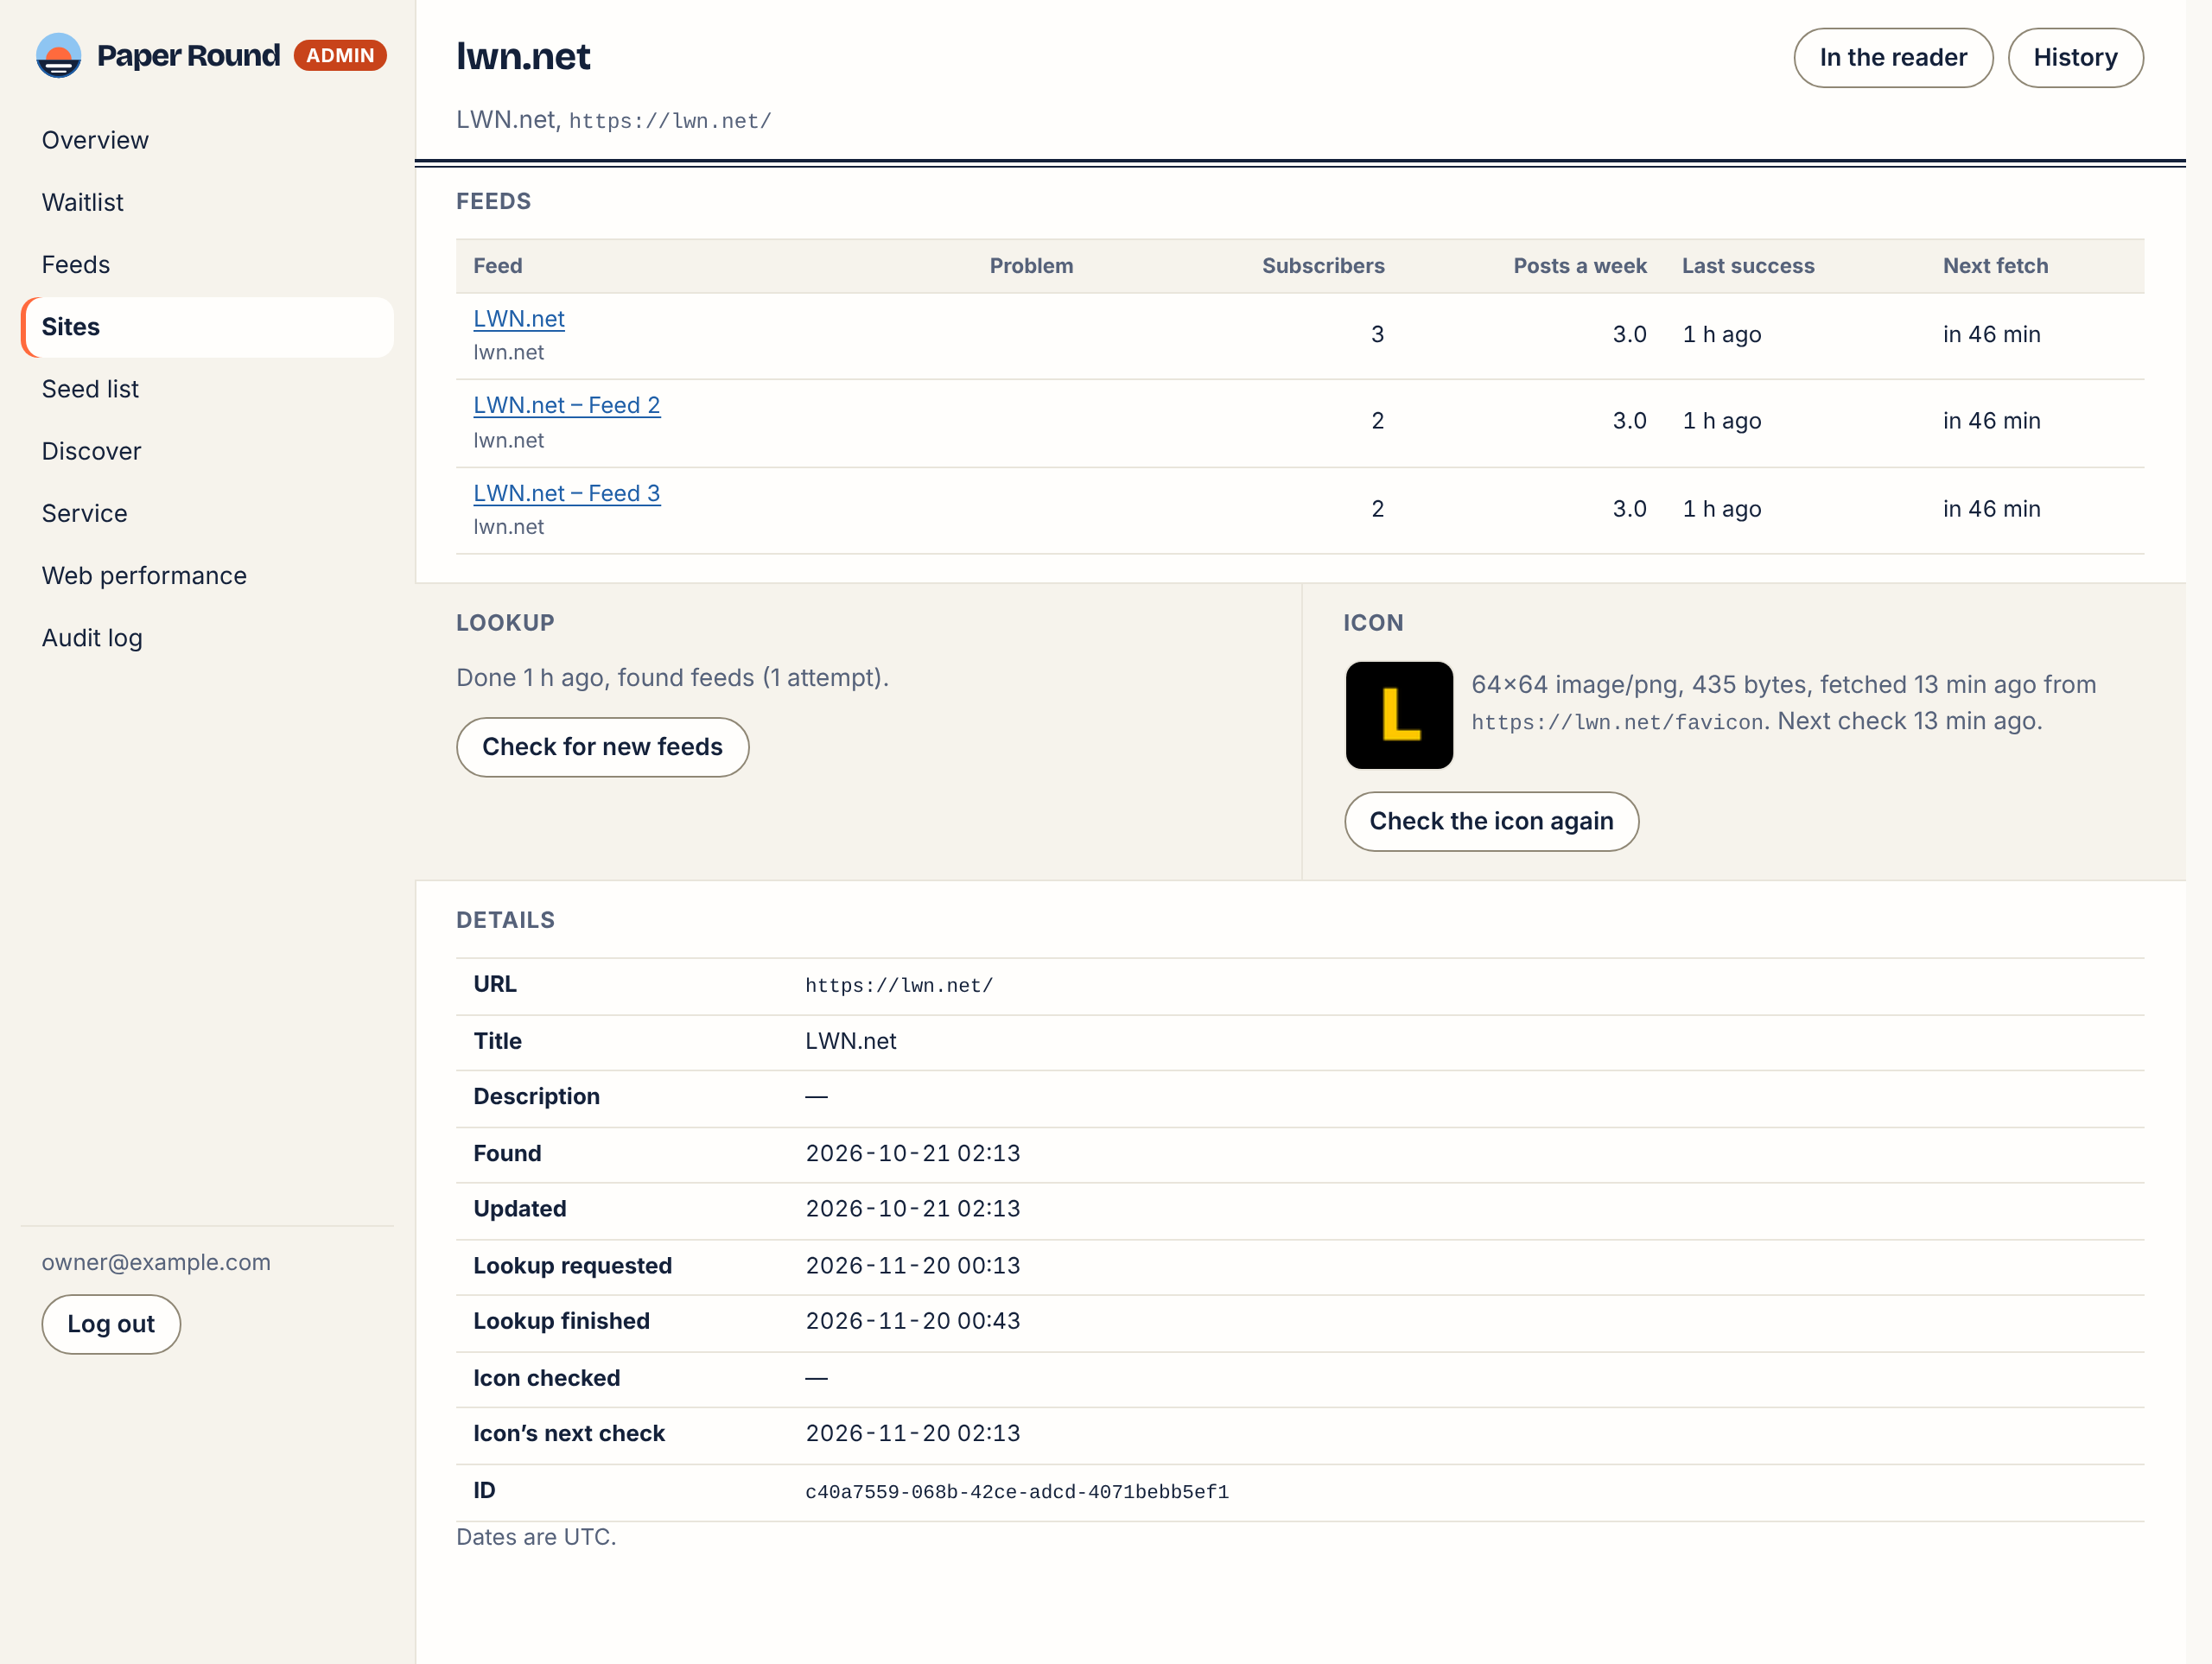 Paper Round ADMIN
Overview
Waitlist
Feeds
Sites
Seed list
Discover
Service
Web performance
Audit log
owner@example.com
Log out
lwn.net
In the reader
History
LWN.net, https://lwn.net/
FEEDS
Feed Problem Subscribers Posts a week Last success Next fetch
LWN.net
lwn.net
3 3.0 1 h ago in 46 min
LWN.net – Feed 2
lwn.net
2 3.0 1 h ago in 46 min
LWN.net – Feed 3
lwn.net
2 3.0 1 h ago in 46 min
LOOKUP
Done 1 h ago, found feeds (1 attempt).
Check for new feeds
ICON
L
64×64 image/png, 435 bytes, fetched 13 min ago from
https://lwn.net/favicon. Next check 13 min ago.
Check the icon again
DETAILS
URL https://lwn.net/
Title LWN.net
Description —
Found 2026-10-21 02:13
Updated 2026-10-21 02:13
Lookup requested 2026-11-20 00:13
Lookup finished 2026-11-20 00:43
Icon checked —
Icon’s next check 2026-11-20 02:13
ID c40a7559-068b-42ce-adcd-4071bebb5ef1
Dates are UTC.